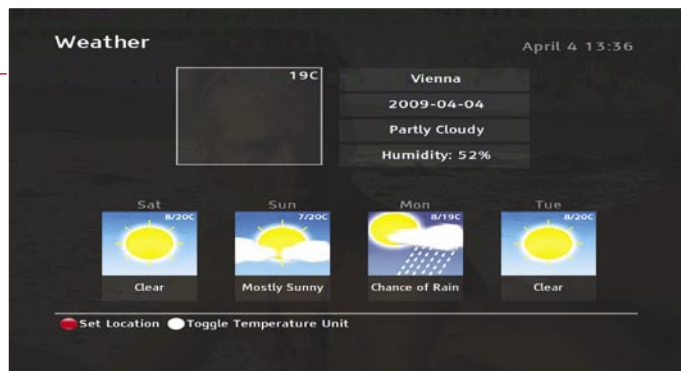 Weather
April 4 13:36
19C
Vienna
2009-04-04
Partly Cloudy
Humidity: 52%
Sat
Sun
Mon
Tue
8/20C
7/20C
8/19C
8/20C
Clear
Mostly Sunny
Chance of Rain
Clear
Set Location
Toggle Temperature Unit